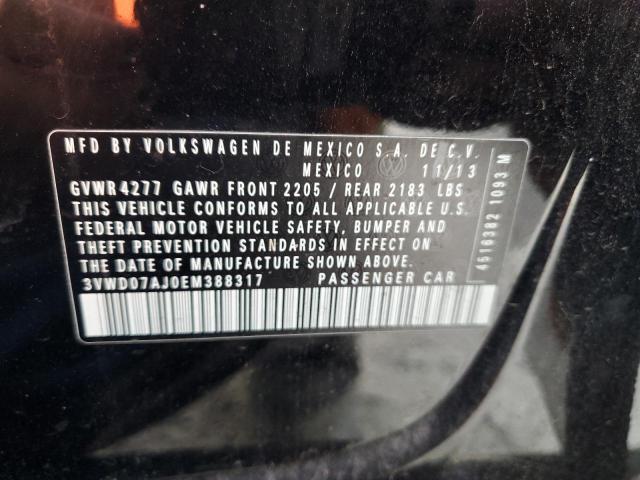 MFD BY VOLKSWAGEN DE MEXICO S.A. DE C.V.
MEXICO 11/13
GVWR 4277 GAWR FRONT 2205 / REAR 2183 LBS
THIS VEHICLE CONFORMS TO ALL APPLICABLE U.S.
FEDERAL MOTOR VEHICLE SAFETY, BUMPER AND
THEFT PREVENTION STANDARDS IN EFFECT ON
THE DATE OF MANUFACTURE SHOWN ABOVE.
3VWD07AJ0EM388317 PASSENGER CAR
4516382 1093 M